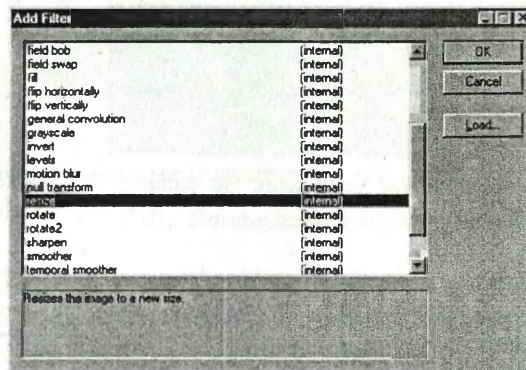 Add Filter
field bob (internal)
field swap (internal)
fill (internal)
flip horizontally (internal)
flip vertically (internal)
general convolution (internal)
grayscale (internal)
invert (internal)
levels (internal)
motion blur (internal)
null transform (internal)
resize (internal)
rotate (internal)
rotate2 (internal)
sharpen (internal)
smoother (internal)
temporal smoother (internal)
OK
Cancel
Load...
Resizes the image to a new size.